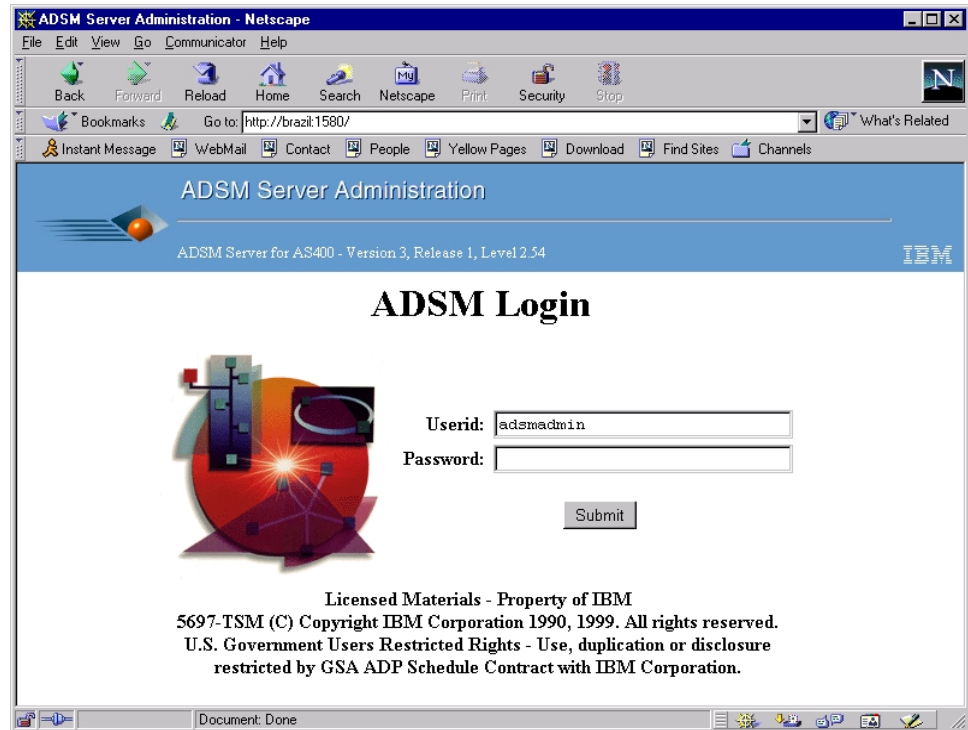 ADSM Server Administration - Netscape
File Edit View Go Communicator Help
Back Forward Reload Home Search Netscape Print Security Stop
My
N
Bookmarks Go to: http://brazil:1580/ What's Related
Instant Message WebMail Contact People Yellow Pages Download Find Sites Channels
ADSM Server Administration
ADSM Server for AS400 - Version 3, Release 1, Level 2.54
IBM
ADSM Login
Userid: adsmadmin
Password:
Submit
Licensed Materials - Property of IBM
5697-TSM (C) Copyright IBM Corporation 1990, 1999. All rights reserved.
U.S. Government Users Restricted Rights - Use, duplication or disclosure
restricted by GSA ADP Schedule Contract with IBM Corporation.
Document: Done